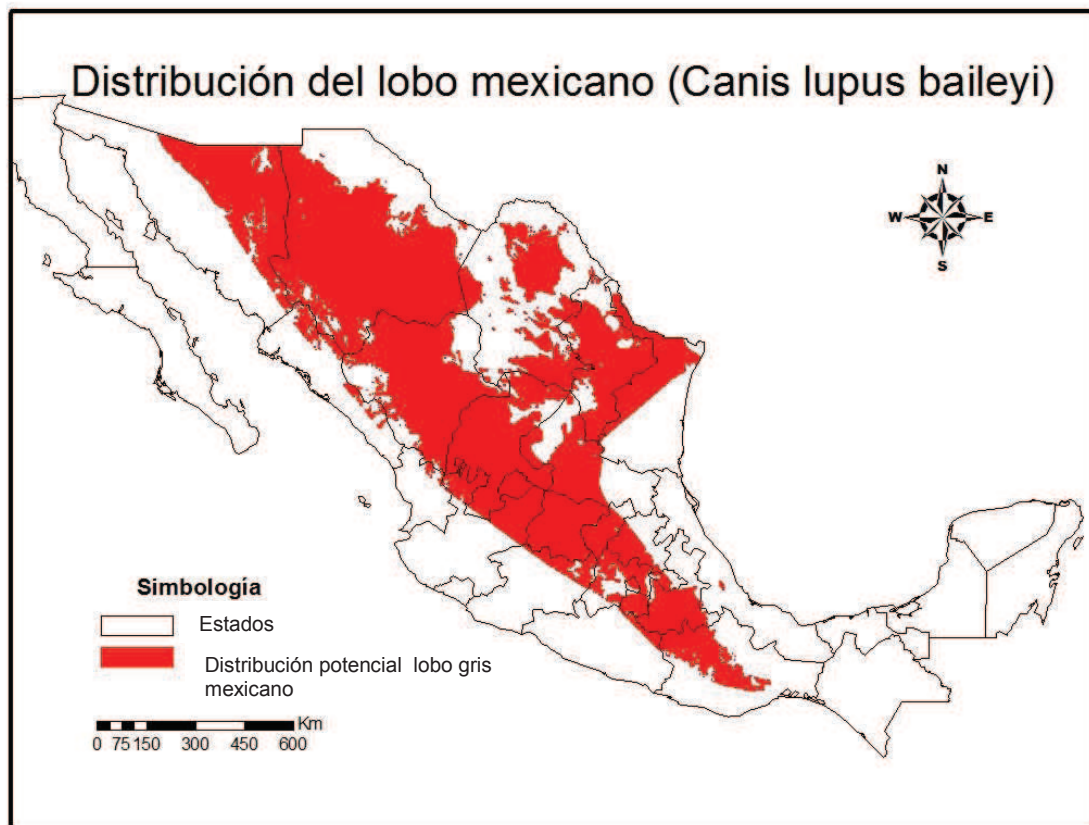 Distribución del lobo mexicano (Canis lupus baileyi)
N
W E
S
Simbología
Estados
Distribución potencial lobo gris
mexicano
Km
0 75 150 300 450 600